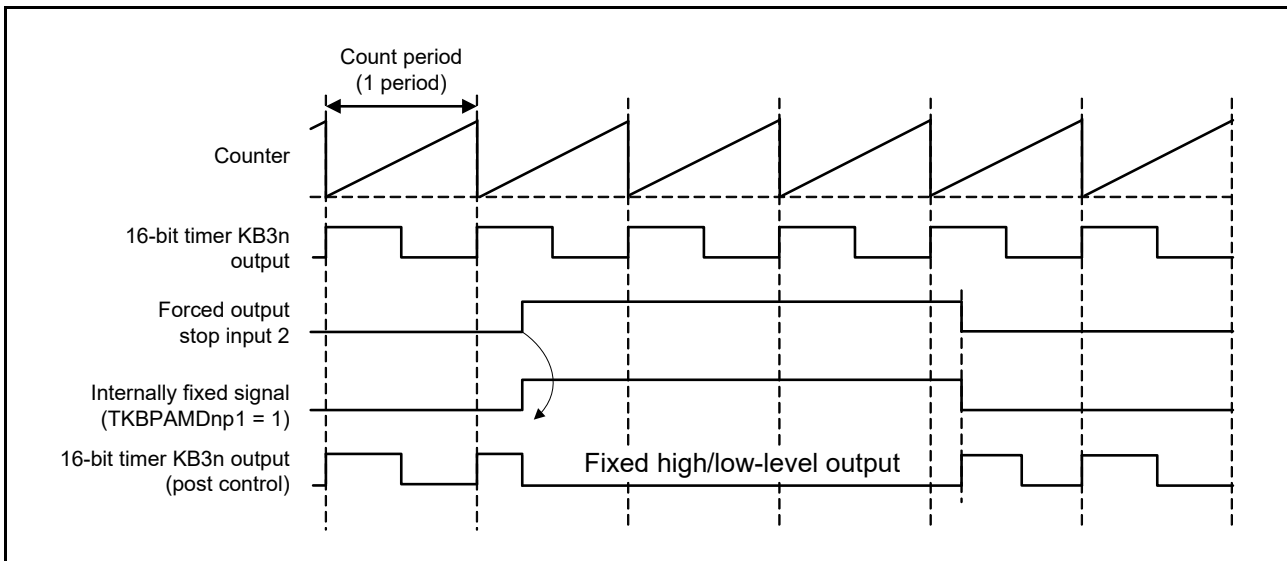 Count period
(1 period)
Counter
16-bit timer KB3n
output
Forced output
stop input 2
Internally fixed signal
(TKBPAMDnp1 = 1)
16-bit timer KB3n output
(post control)
Fixed high/low-level output